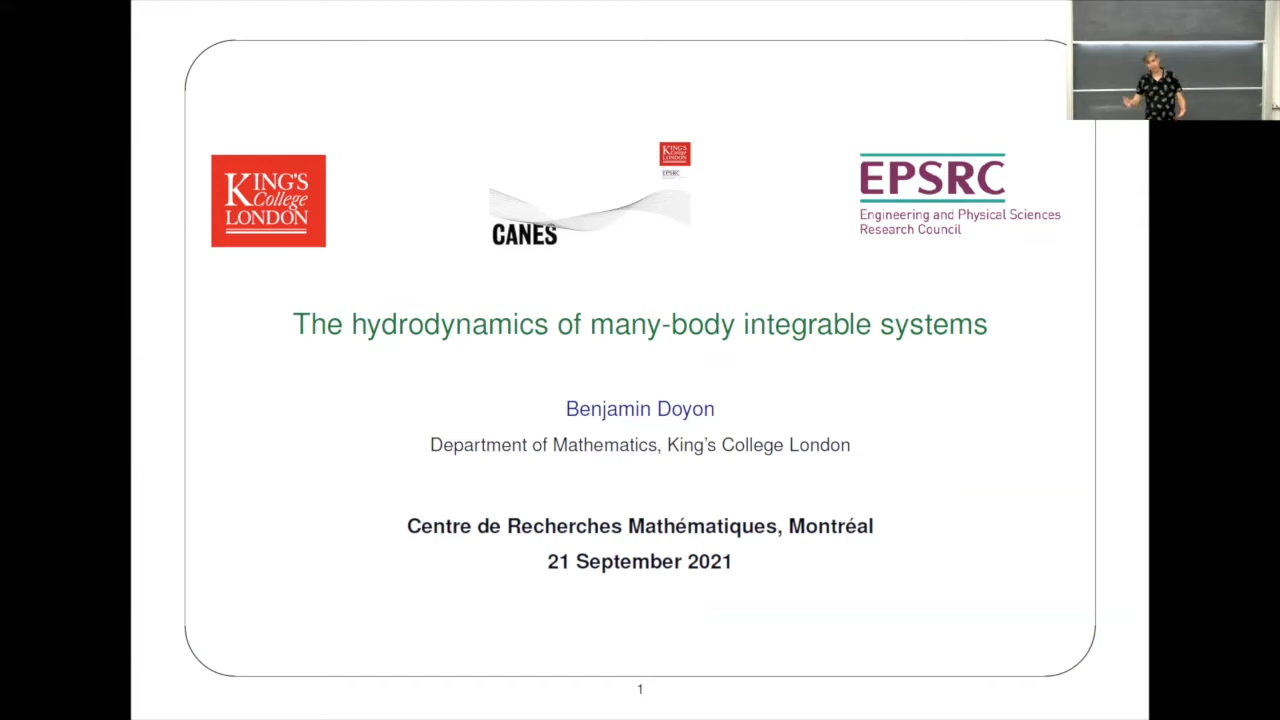 KING'S
College
LONDON
CANES
KING'S
College
LONDON
EPSRC
EPSRC
Engineering and Physical Sciences
Research Council
The hydrodynamics of many-body integrable systems
Benjamin Doyon
Department of Mathematics, King's College London
Centre de Recherches Mathématiques, Montréal
21 September 2021
1